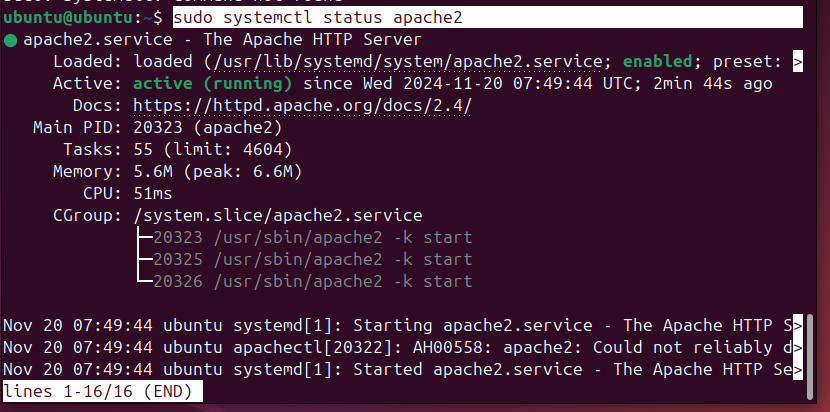 ubuntu@ubuntu:~$ sudo systemctl status apache2
● apache2.service - The Apache HTTP Server
Loaded: loaded (/usr/lib/systemd/system/apache2.service; enabled; preset: >
Active: active (running) since Wed 2024-11-20 07:49:44 UTC; 2min 44s ago
Docs: https://httpd.apache.org/docs/2.4/
Main PID: 20323 (apache2)
Tasks: 55 (limit: 4604)
Memory: 5.6M (peak: 6.6M)
CPU: 51ms
CGroup: /system.slice/apache2.service
├─20323 /usr/sbin/apache2 -k start
├─20325 /usr/sbin/apache2 -k start
└─20326 /usr/sbin/apache2 -k start
Nov 20 07:49:44 ubuntu systemd[1]: Starting apache2.service - The Apache HTTP S>
Nov 20 07:49:44 ubuntu apachectl[20322]: AH00558: apache2: Could not reliably d>
Nov 20 07:49:44 ubuntu systemd[1]: Started apache2.service - The Apache HTTP Se>
lines 1-16/16 (END)